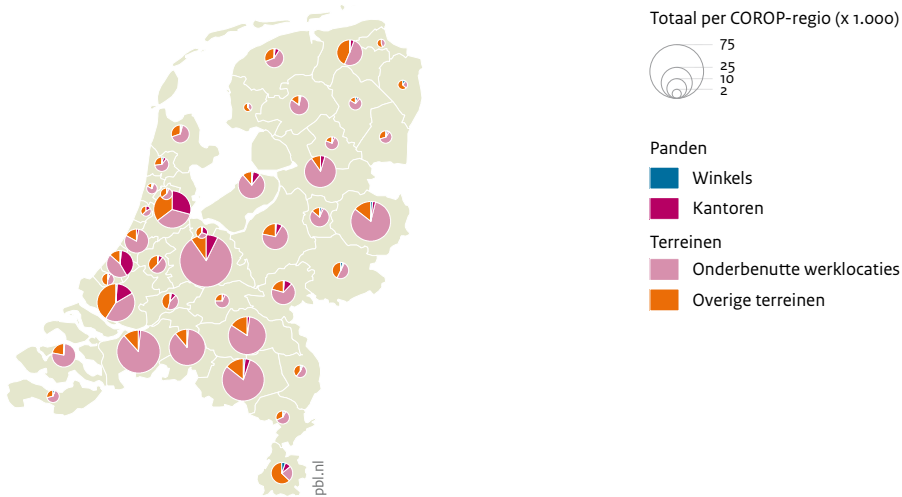 Totaal per COROP-regio (x 1.000)
75
25
10
2
Panden
Winkels
Kantoren
Terreinen
Onderbenutte werklocaties
Overige terreinen
pbl.nl